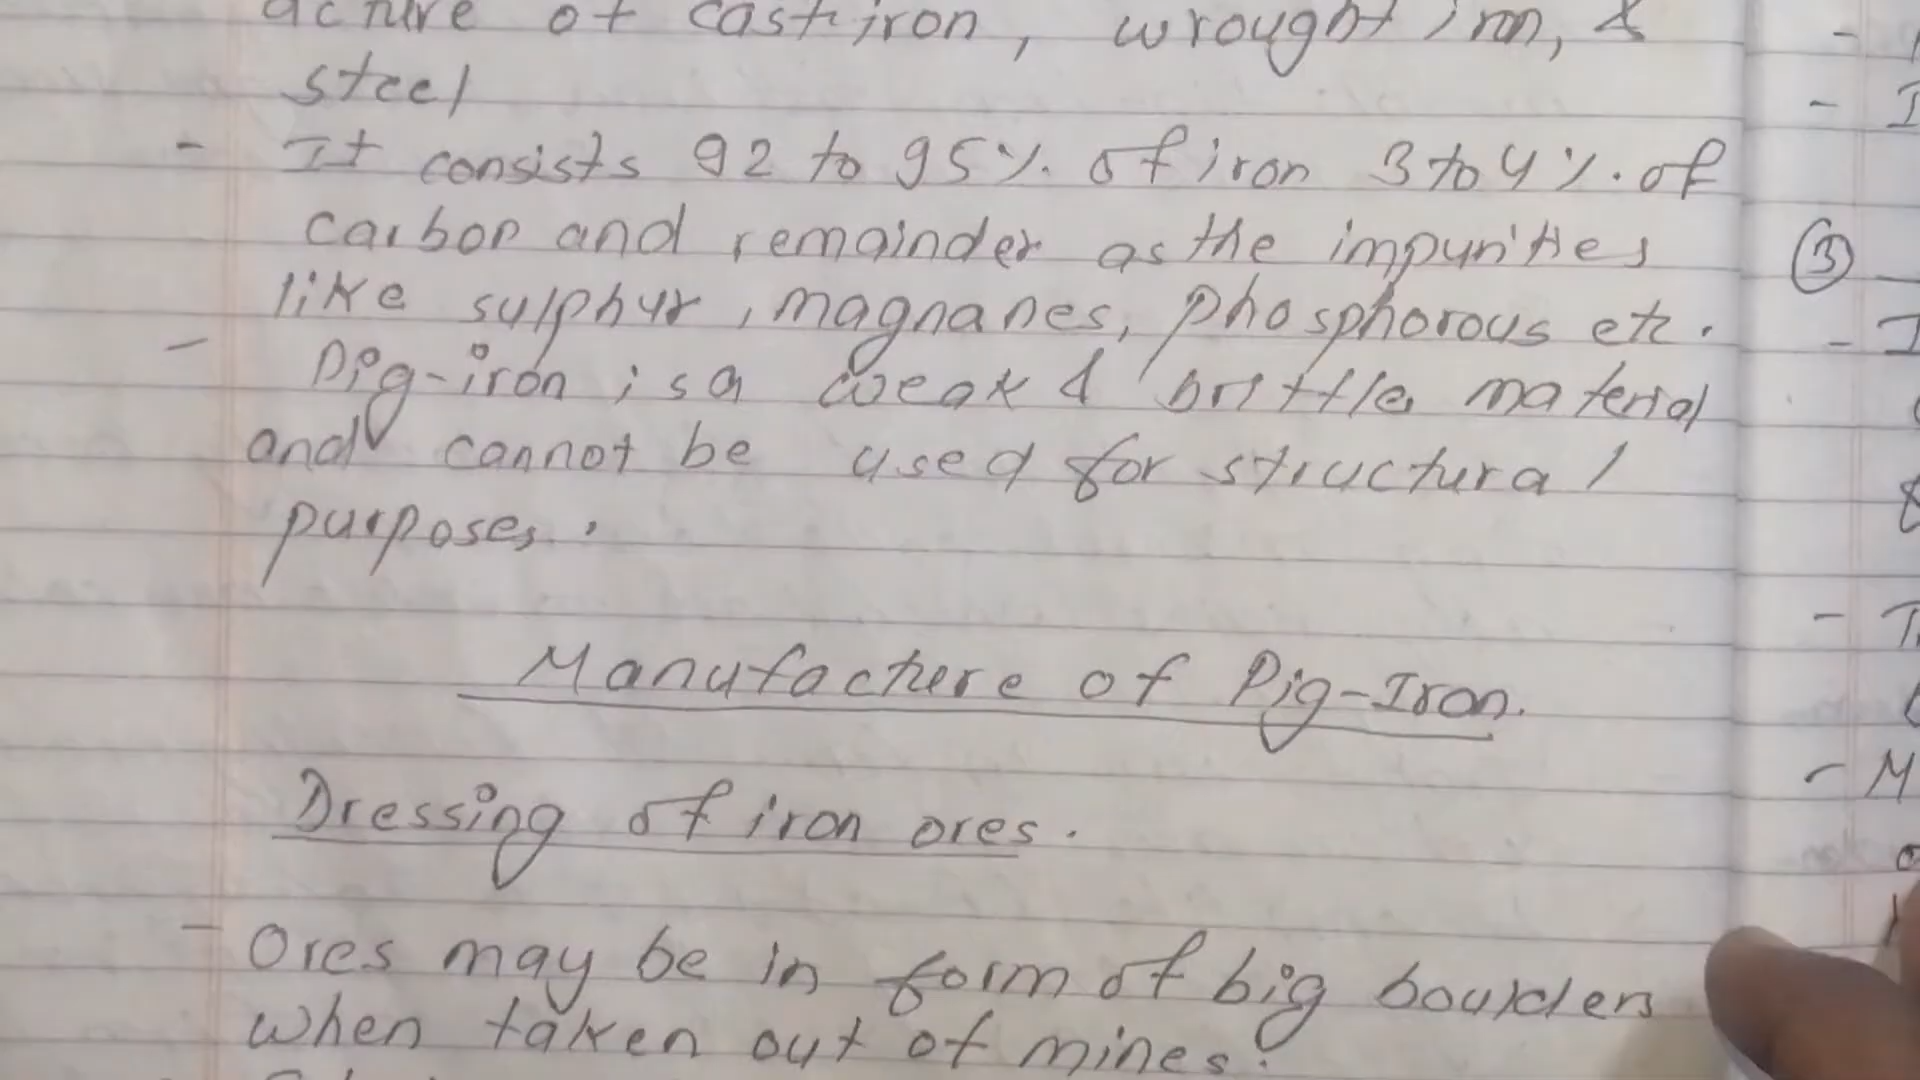 acture of cast-iron, wrought iron, &
steel
- It consists 92 to 95%. of iron 3 to 4%. of
carbon and remainder as the impurities
like sulphur, magnanes, phosphorous etc.
- Pig-iron is a weak & brittle material
and cannot be used for structural
purposes.
Manufacture of Pig-Iron.
Dressing of iron ores.
- Ores may be in form of big boulders
when taken out of mines.
- I
③
- I
- M